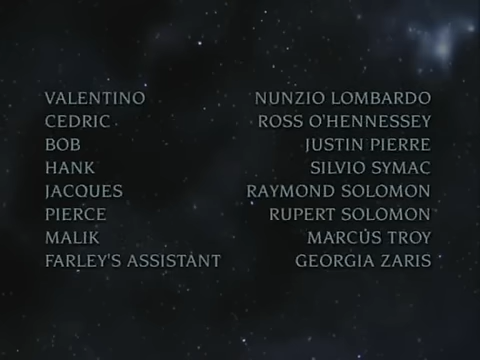 VALENTINO NUNZIO LOMBARDO
CEDRIC ROSS O'HENNESSEY
BOB JUSTIN PIERRE
HANK SILVIO SYMAC
JACQUES RAYMOND SOLOMON
PIERCE RUPERT SOLOMON
MALIK MARCUS TROY
FARLEY'S ASSISTANT GEORGIA ZARIS